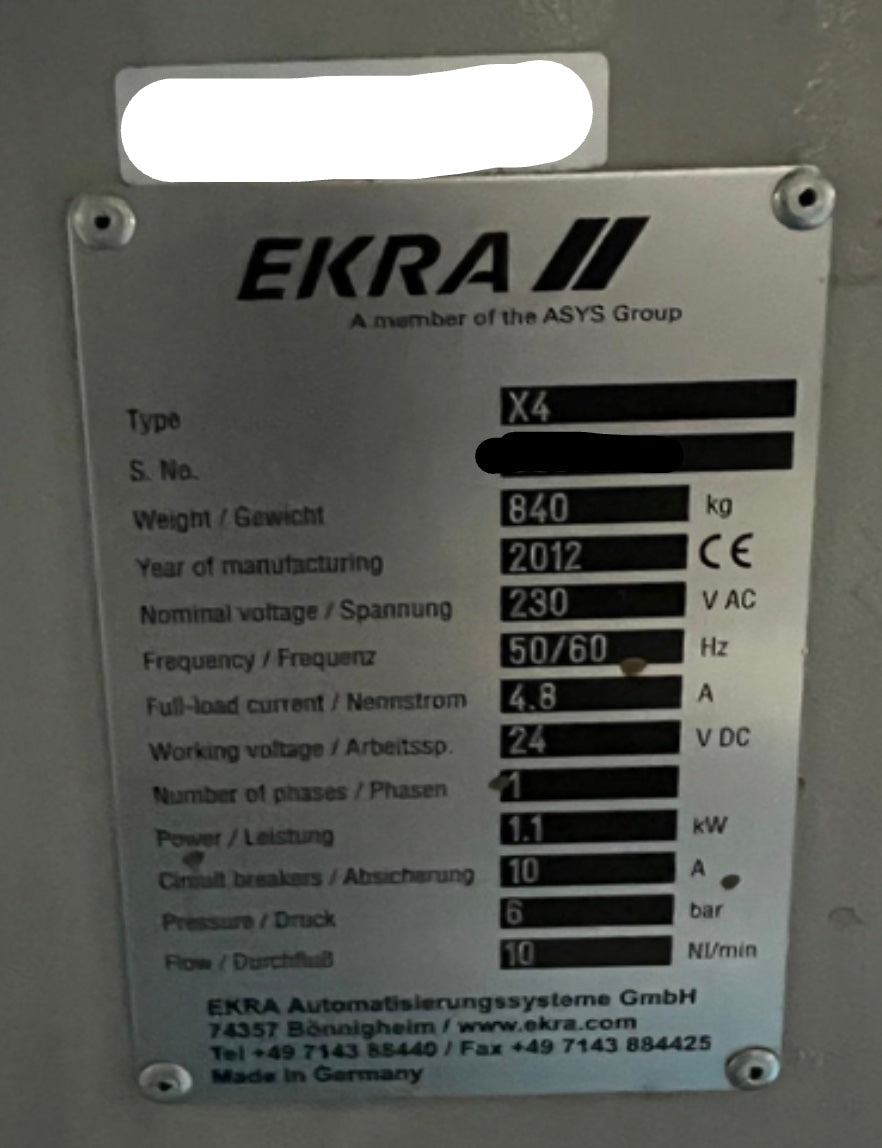 EKRA
A member of the ASYS Group
Type X4
S. No.
Weight / Gewicht 840 kg
Year of manufacturing 2012 CE
Nominal voltage / Spannung 230 V AC
Frequency / Frequenz 50/60 Hz
Full-load current / Nennstrom 4.8 A
Working voltage / Arbeitssp. 24 V DC
Number of phases / Phasen 1
Power / Leistung 1.1 kW
Circuit breakers / Absicherung 10 A
Pressure / Druck 6 bar
Flow / Durchfluß 10 Nl/min
EKRA Automatisierungssysteme GmbH
74357 Bönnigheim / www.ekra.com
Tel +49 7143 88440 / Fax +49 7143 884425
Made in Germany